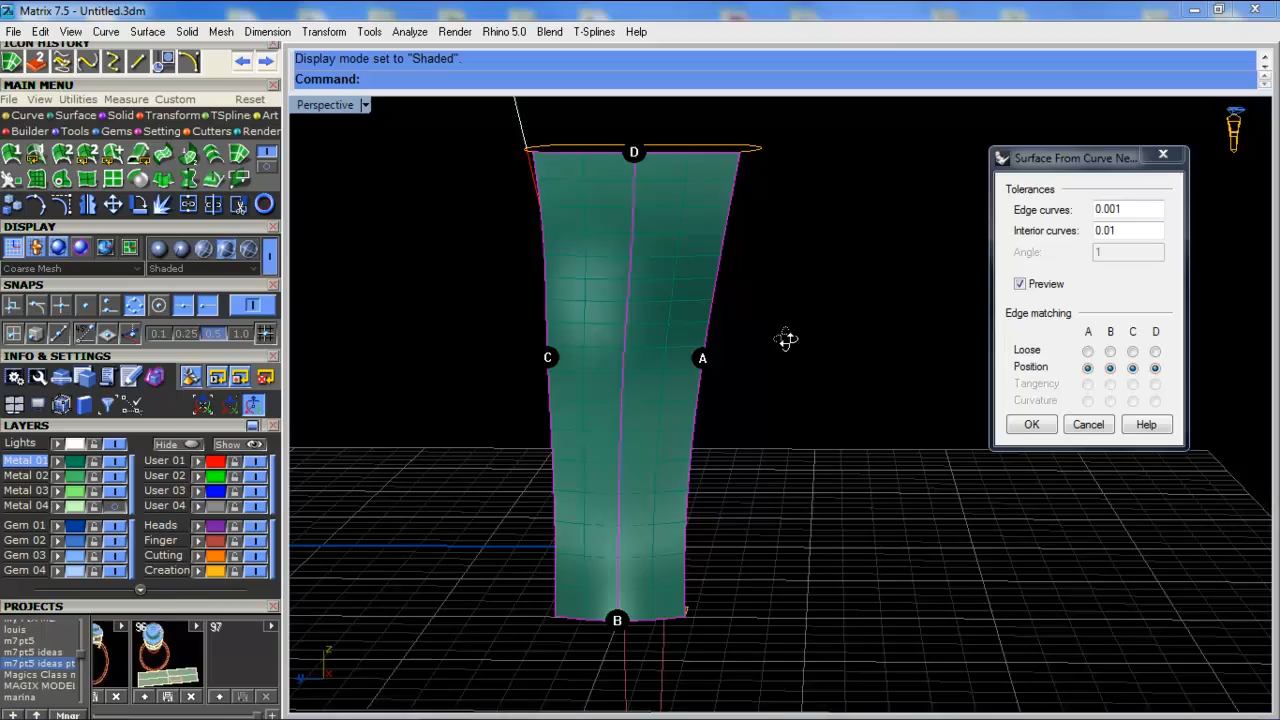 Matrix 7.5 - Untitled.3dm
File Edit View Curve Surface Solid Mesh Transform Dimension Tools Analyze Render Rhino 5.0 Blend T-Splines Help
ICON HISTORY
MAIN MENU
File View Utilities Measure Custom Reset
Curve Surface Solid Transform TSpline Art
Builder Tools Gems Setting Cutters Render
DISPLAY
Coarse Mesh Shaded
SNAPS
0.1 0.25 0.5 1.0
INFO & SETTINGS
LAYERS
Lights Hide Show
Metal 01 User 01
Metal 02 User 02
Metal 03 User 03
Metal 04 User 04
Gem 01 Heads
Gem 02 Finger
Gem 03 Cutting
Gem 04 Creation
PROJECTS
louis
m7pt5
m7pt5 ideas
m7pt5 ideas pt
Magics Class n
MAGIX MODEL
marina
Mngr
96 97
Display mode set to "Shaded".
Command:
Perspective
D
C
A
B
z
y
x
Surface From Curve Ne...
Tolerances
Edge curves: 0.001
Interior curves: 0.01
Angle: 1
Preview
Edge matching
A B C D
Loose
Position
Tangency
Curvature
OK Cancel Help